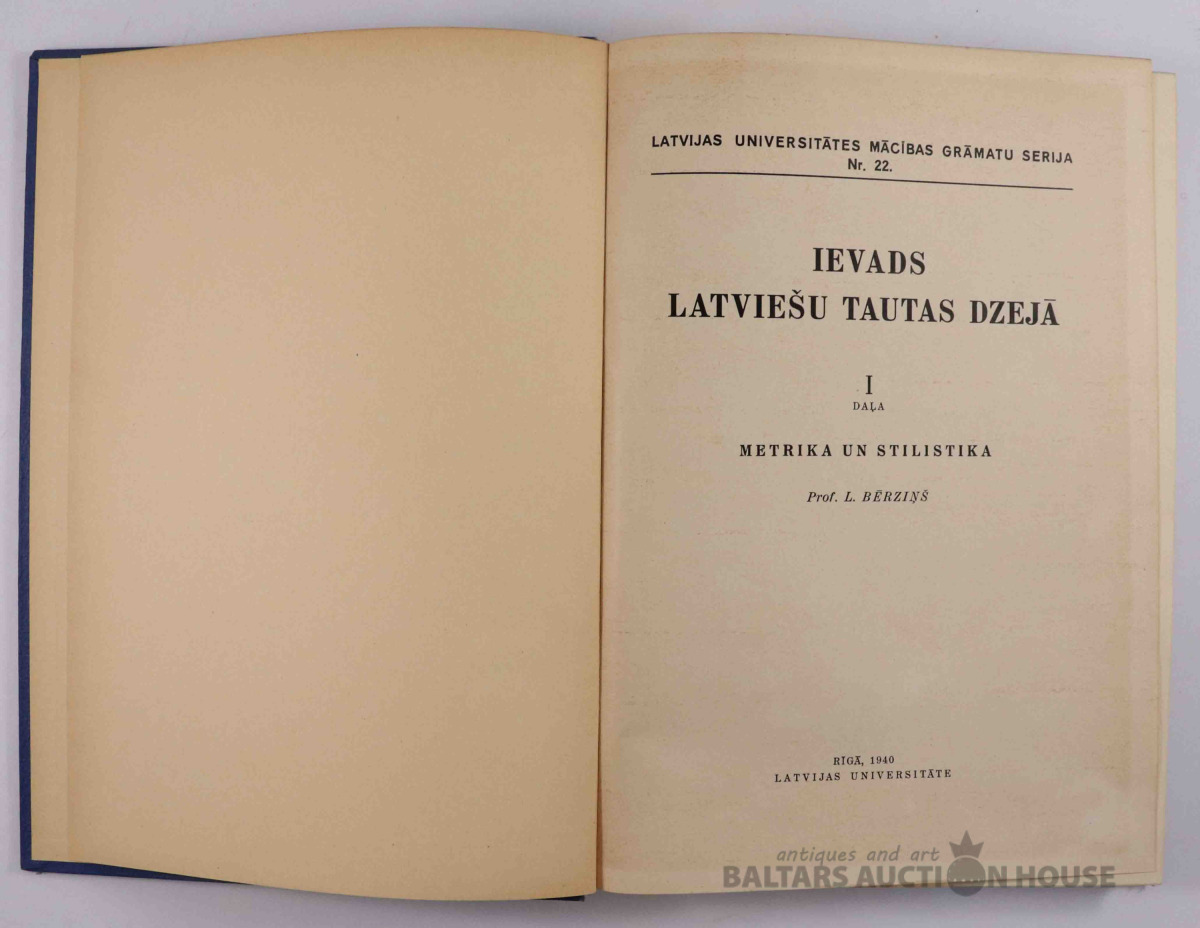 LATVIJAS UNIVERSITĀTES MĀCĪBAS GRĀMATU SERIJA
Nr. 22.
IEVADS
LATVIEŠU TAUTAS DZEJĀ
I
DAĻA
METRIKA UN STILISTIKA
Prof. L. BĒRZIŅŠ
RĪGĀ, 1940
LATVIJAS UNIVERSITĀTE
antiques and art
BALTARS AUCTION HOUSE